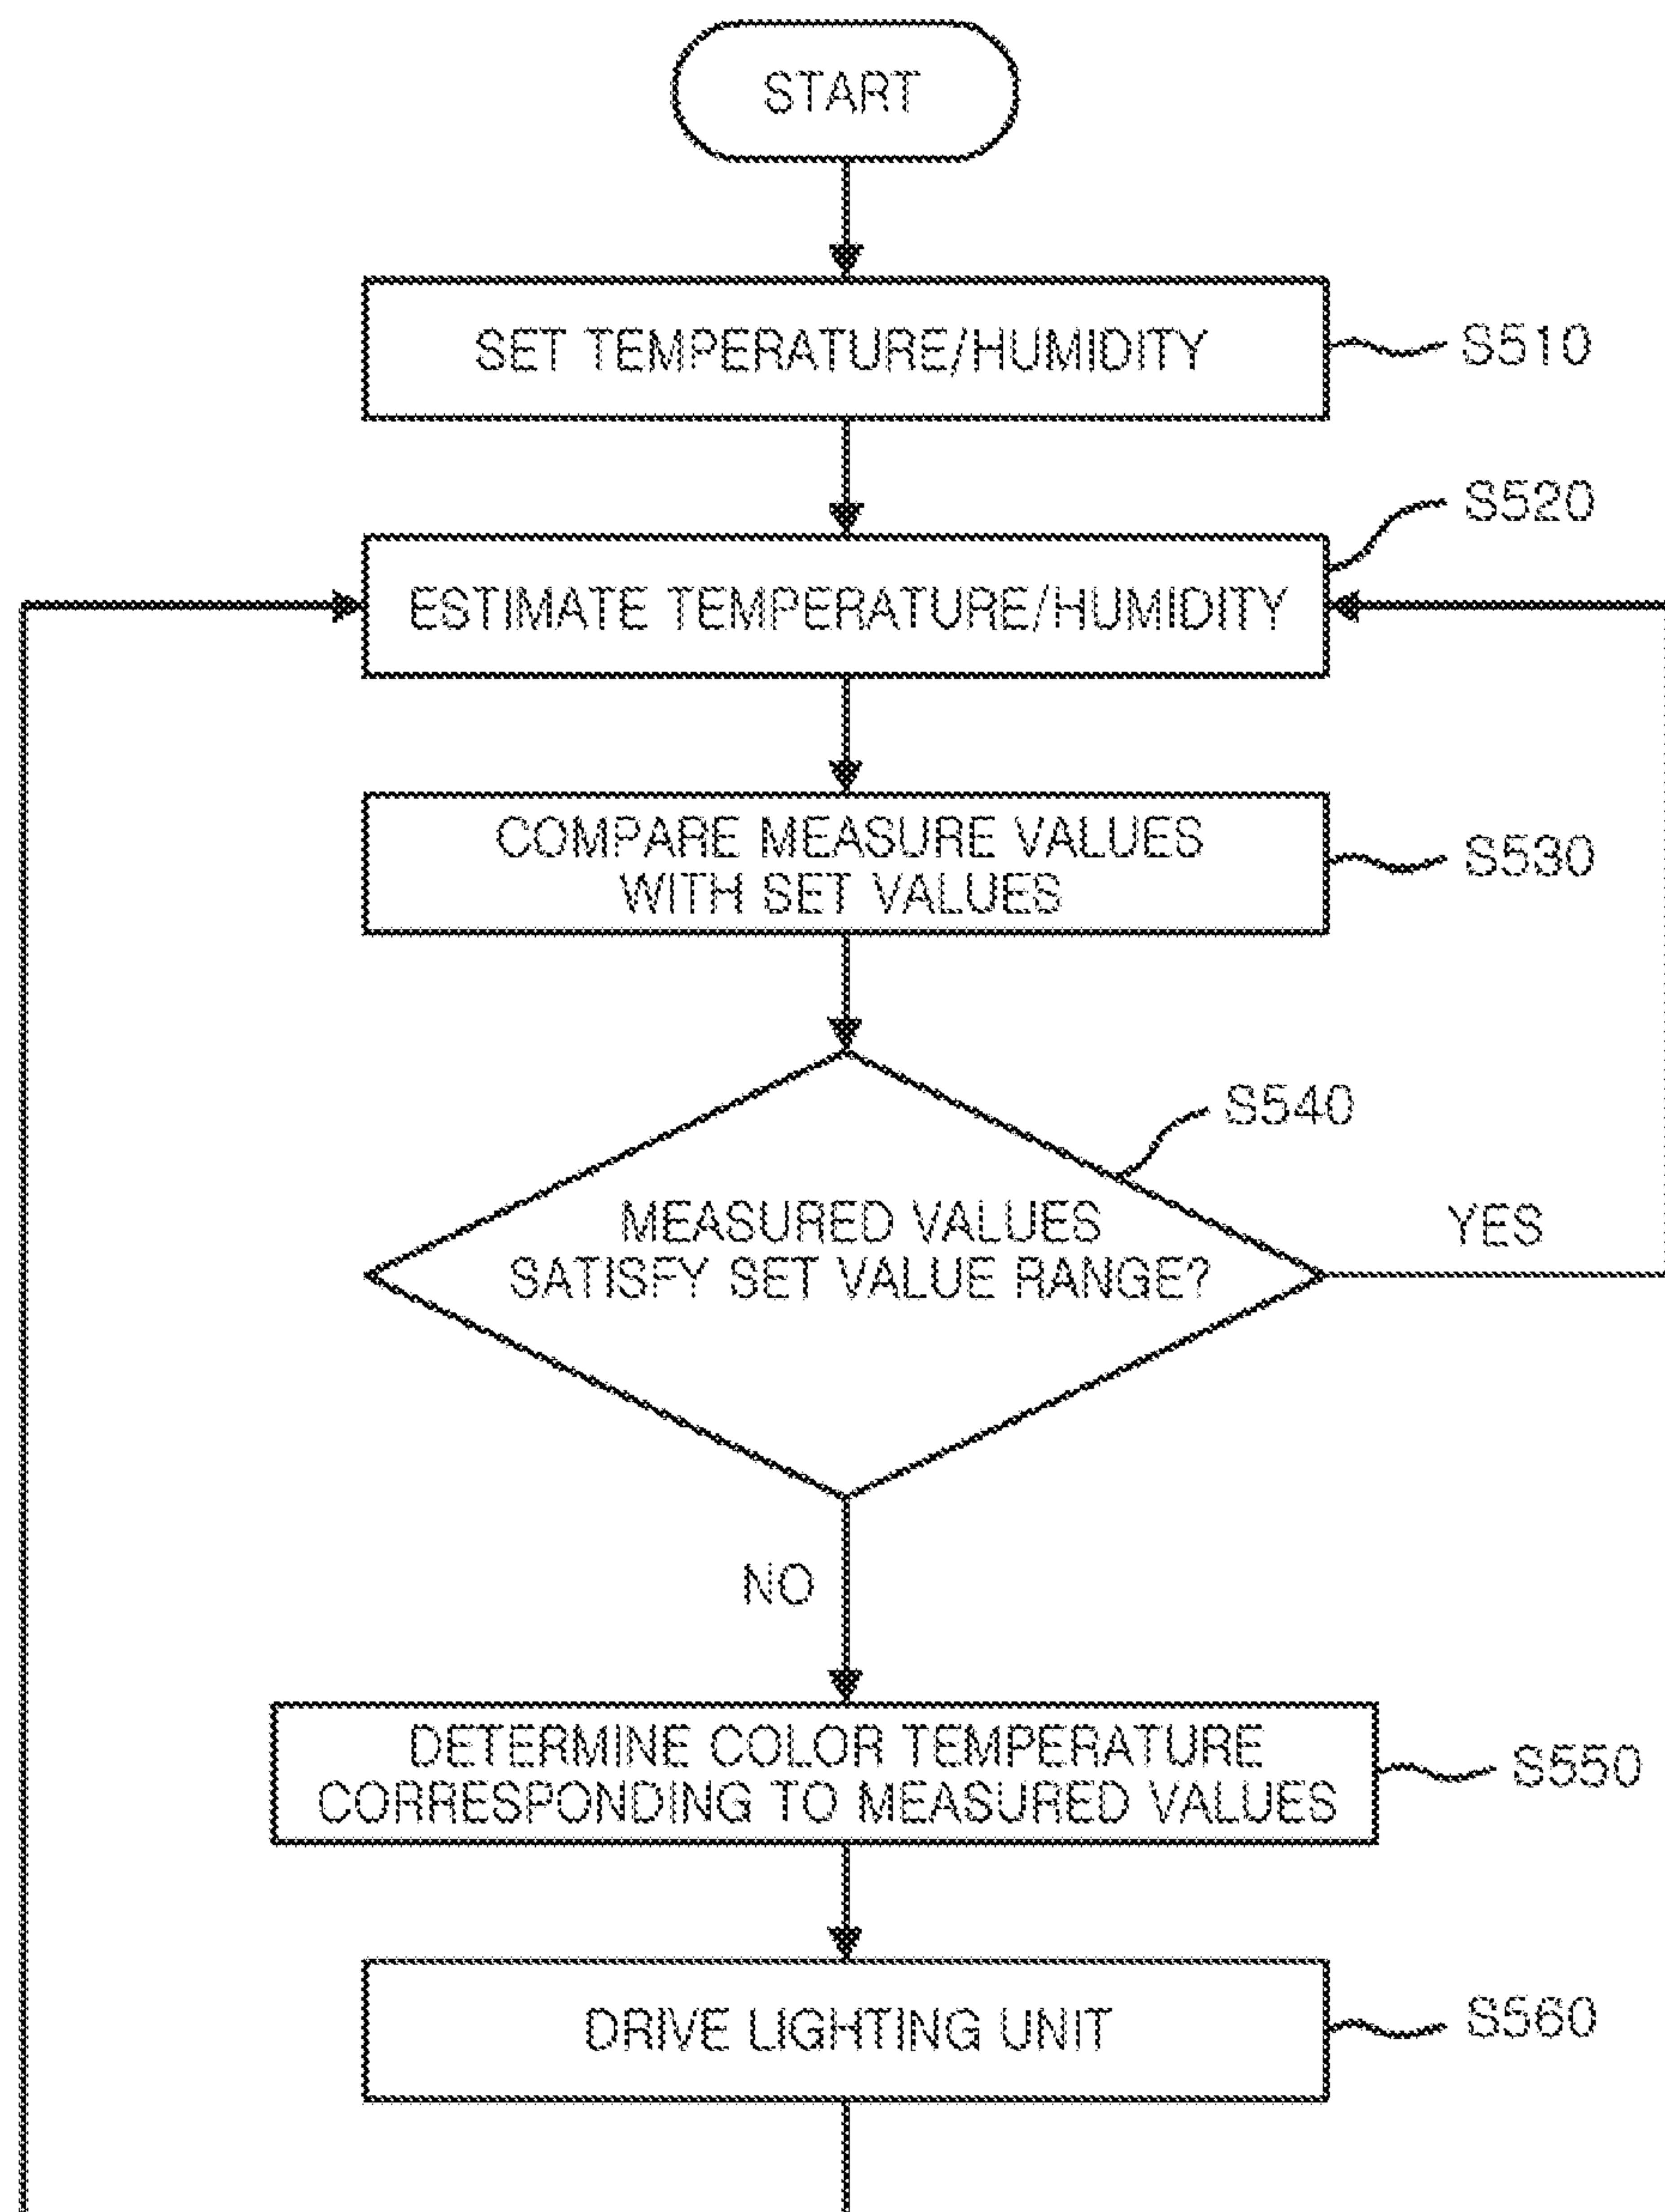 START
SET TEMPERATURE/HUMIDITY
S510
S520
ESTIMATE TEMPERATURE/HUMIDITY
COMPARE MEASURE VALUES
WITH SET VALUES
S530
S540
MEASURED VALUES
SATISFY SET VALUE RANGE?
YES
NO
DETERMINE COLOR TEMPERATURE
CORRESPONDING TO MEASURED VALUES
S550
DRIVE LIGHTING UNIT
S560